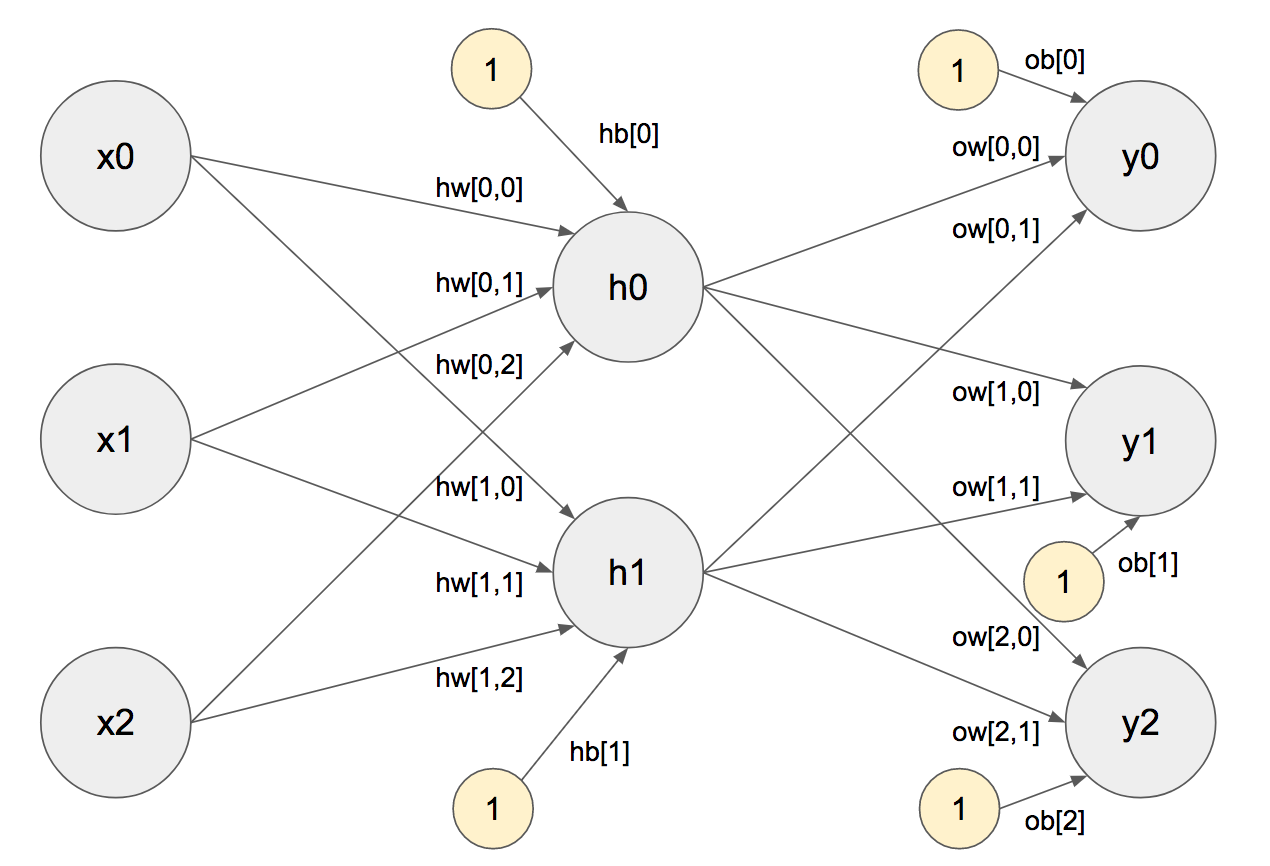 1
1
ob[0]
x0
hb[0]
ow[0,0]
y0
hw[0,0]
ow[0,1]
hw[0,1]
h0
hw[0,2]
ow[1,0]
x1
y1
hw[1,0]
ow[1,1]
h1
hw[1,1]
1
ob[1]
ow[2,0]
hw[1,2]
x2
y2
ow[2,1]
hb[1]
1
1
ob[2]